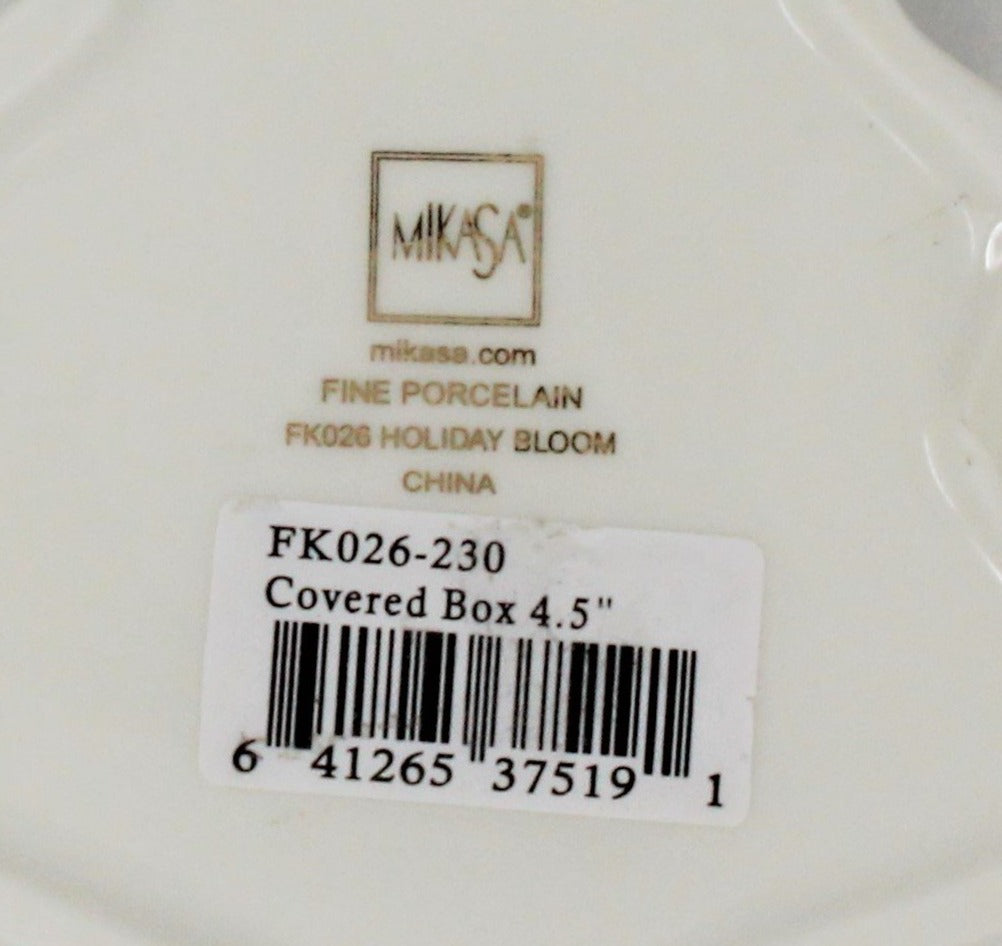 MIKASA®
mikasa.com
FINE PORCELAIN
FK026 HOLIDAY BLOOM
CHINA
FK026-230
Covered Box 4.5"
6 41265 37519 1